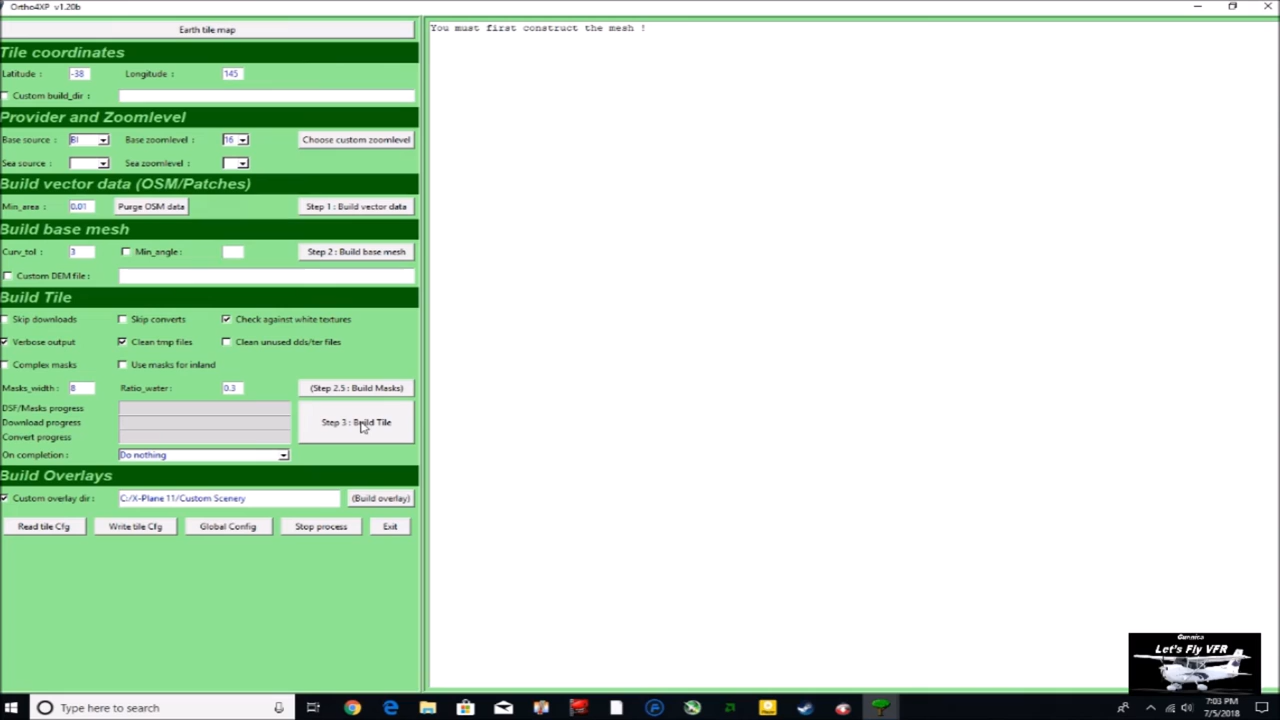 Ortho4XP v1.20b
Earth tile map
You must first construct the mesh !
Tile coordinates
Latitude : -38 Longitude : 145
Custom build_dir :
Provider and Zoomlevel
Base source : BI Base zoomlevel : 16 Choose custom zoomlevel
Sea source : Sea zoomlevel :
Build vector data (OSM/Patches)
Min_area : 0.01 Purge OSM data Step 1 : Build vector data
Build base mesh
Curv_tol : 3 Min_angle : Step 2 : Build base mesh
Custom DEM file :
Build Tile
Skip downloads Skip converts Check against white textures
Verbose output Clean tmp files Clean unused dds/ter files
Complex masks Use masks for inland
Masks_width : 8 Ratio_water : 0.3 (Step 2.5 : Build Masks)
DSF/Masks progress
Download progress Step 3 : Build Tile
Convert progress
On completion : Do nothing
Build Overlays
Custom overlay dir : C:/X-Plane 11/Custom Scenery (Build overlay)
Read tile Cfg Write tile Cfg Global Config Stop process Exit
Let's Fly VFR
Type here to search
7:03 PM
7/5/2018